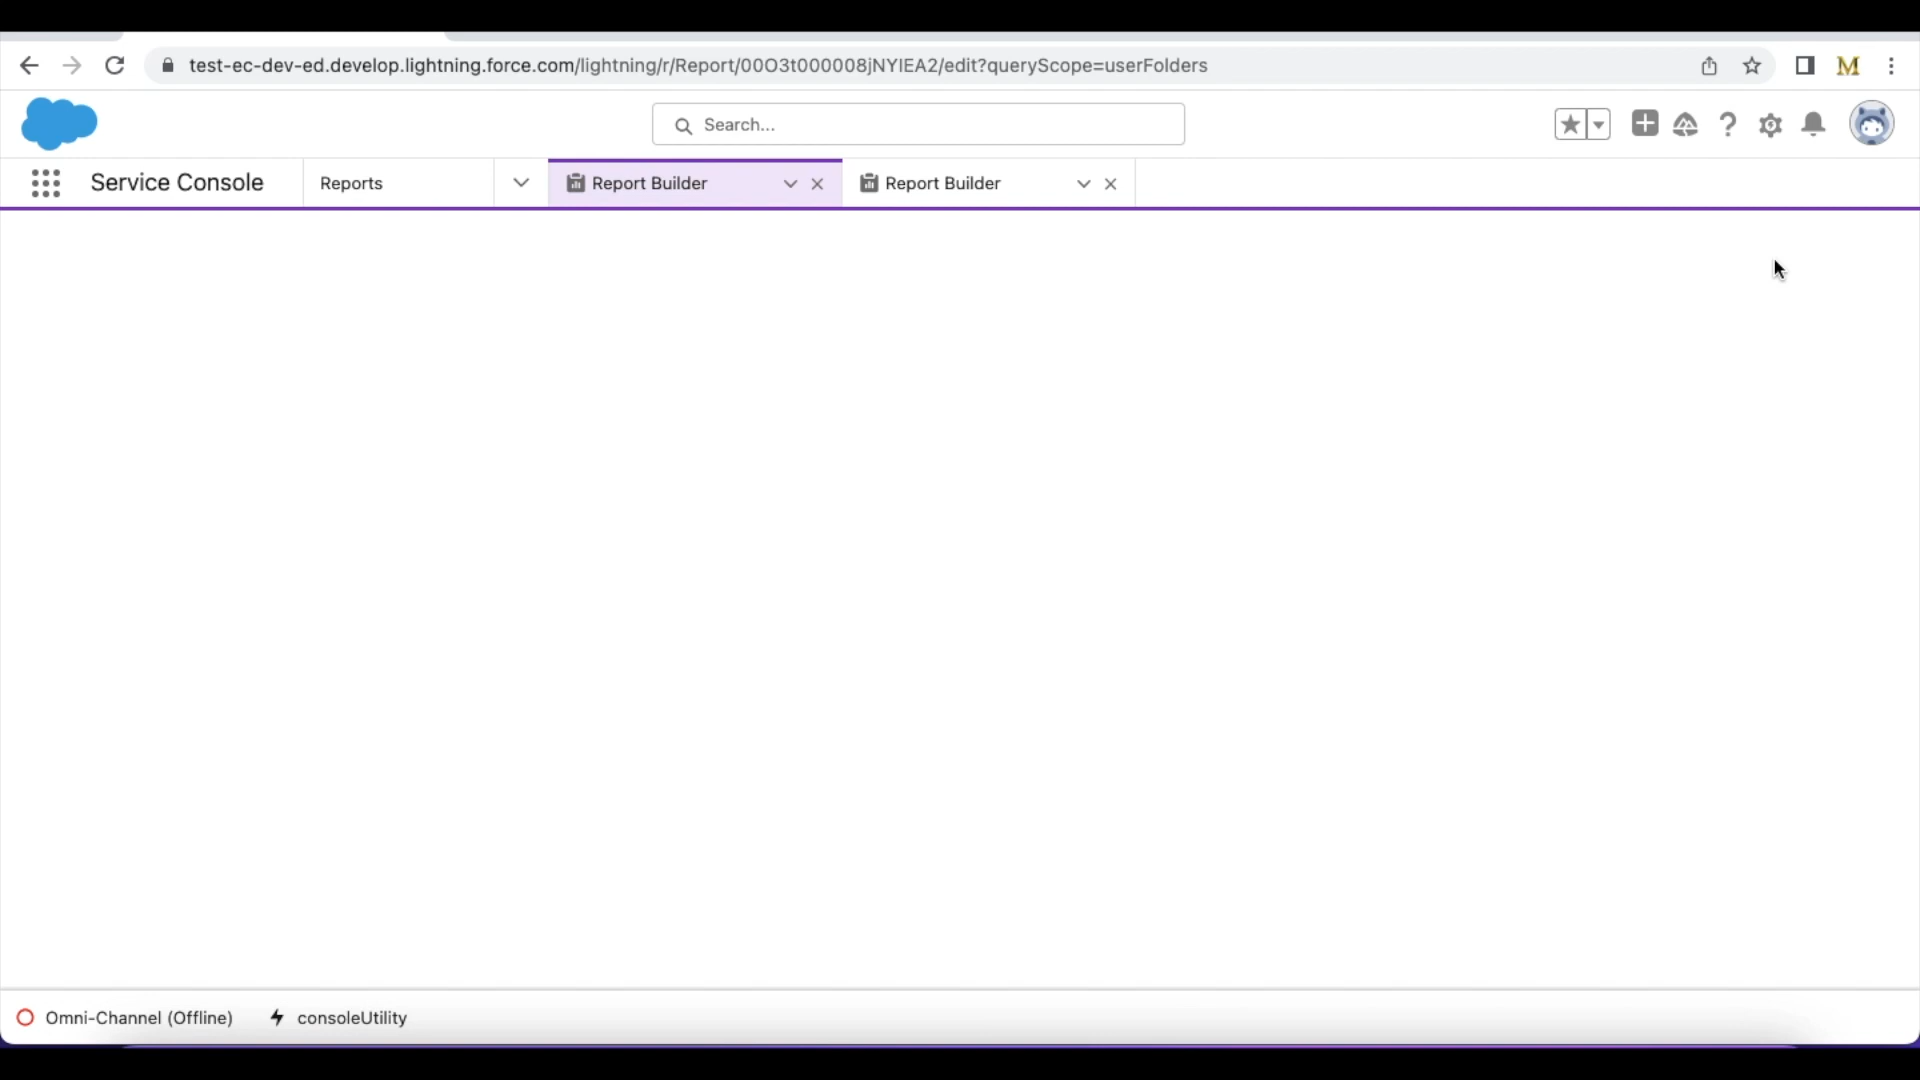 test-ec-dev-ed.develop.lightning.force.com/lightning/r/Report/00O3t000008jNYlEA2/edit?queryScope=userFolders
M
Search...
Service Console
Reports
Report Builder
Report Builder
Omni-Channel (Offline)
consoleUtility